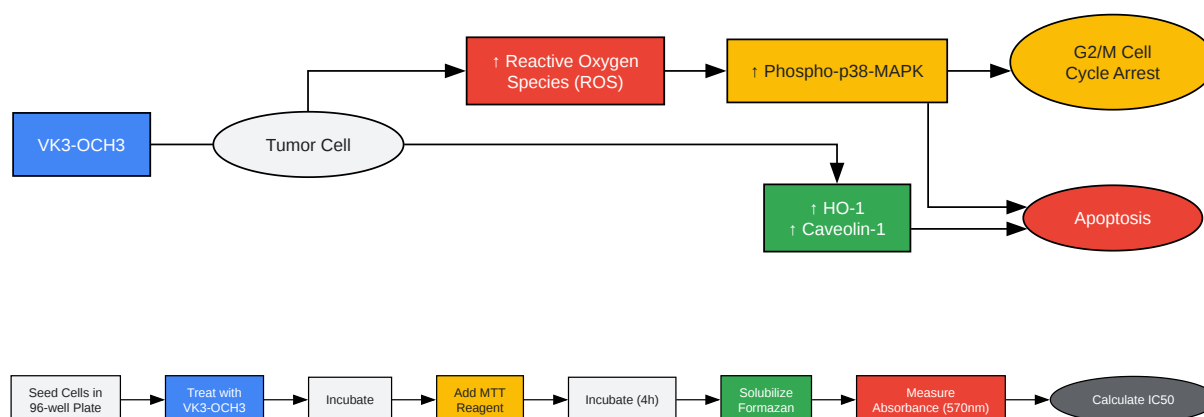 VK3-OCH3
Tumor Cell
↑ Reactive Oxygen
Species (ROS)
↑ Phospho-p38-MAPK
G2/M Cell
Cycle Arrest
↑ HO-1
↑ Caveolin-1
Apoptosis
Seed Cells in
96-well Plate
Treat with
VK3-OCH3
Incubate
Add MTT
Reagent
Incubate (4h)
Solubilize
Formazan
Measure
Absorbance (570nm)
Calculate IC50